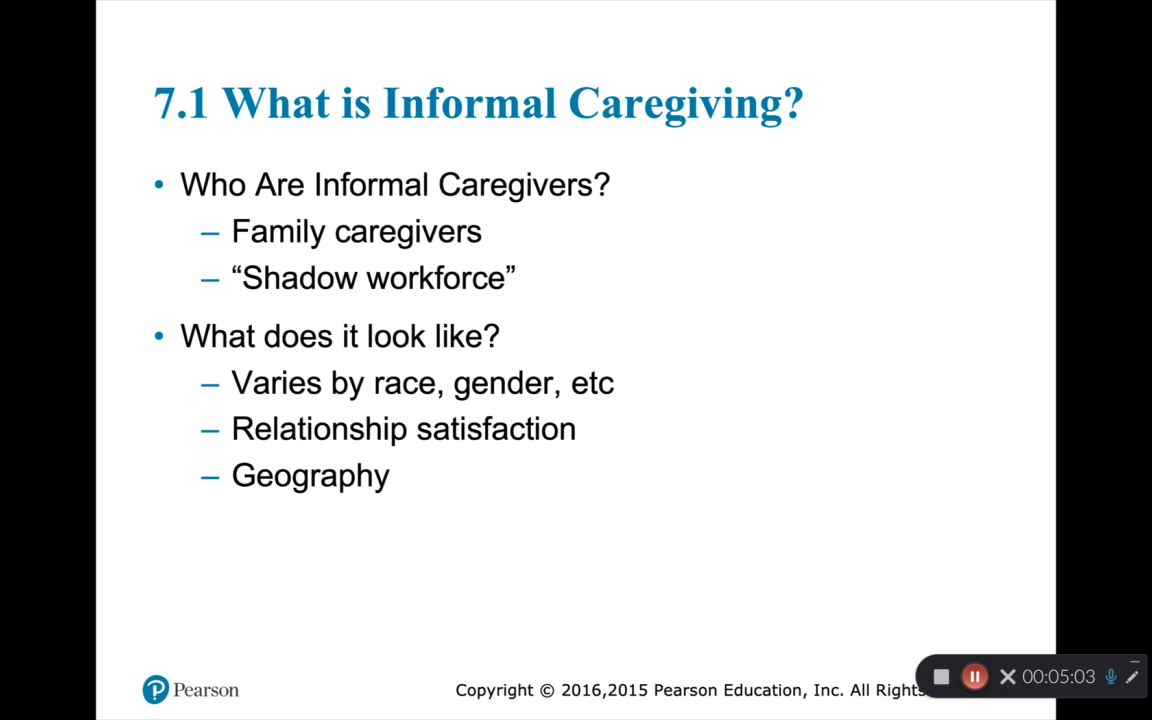 7.1 What is Informal Caregiving?
• Who Are Informal Caregivers?
– Family caregivers
– “Shadow workforce”
• What does it look like?
– Varies by race, gender, etc
– Relationship satisfaction
– Geography
Pearson
Copyright © 2016,2015 Pearson Education, Inc. All Rights
00:05:03